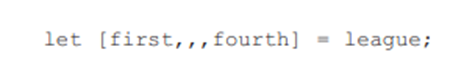 let [first,,,fourth] = league;